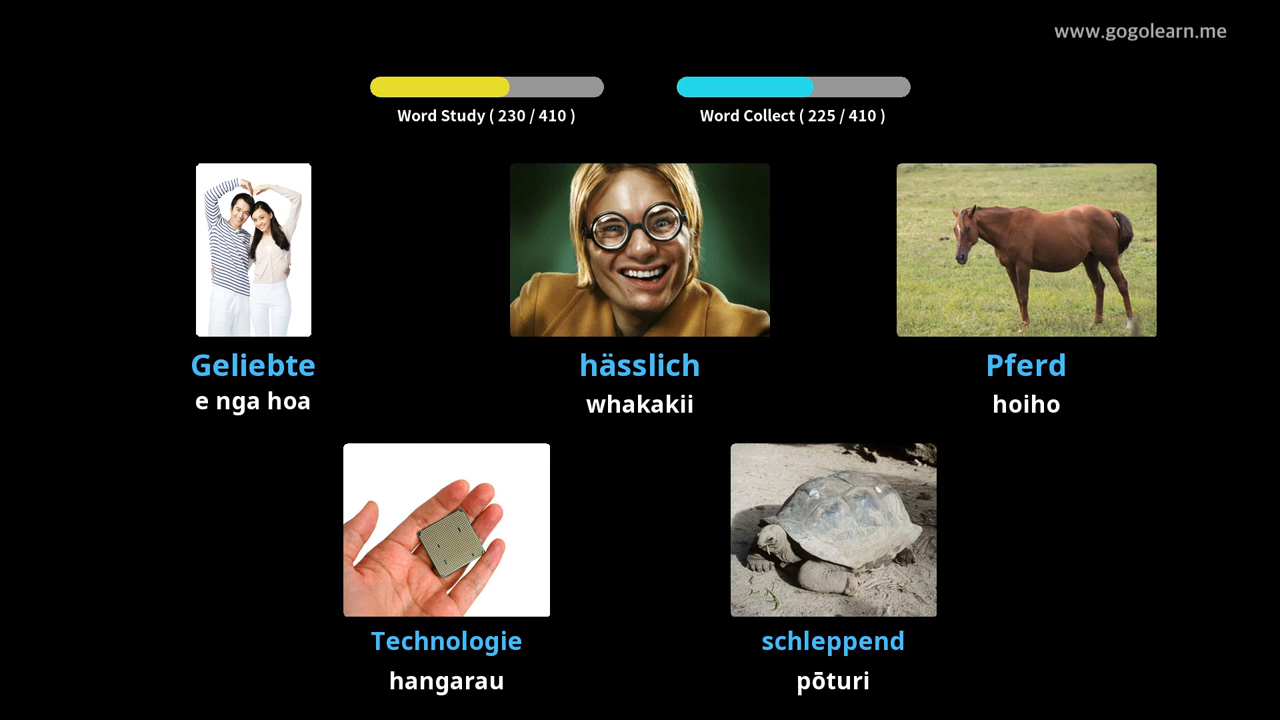 www.gogolearn.me
Word Study ( 230 / 410 )
Word Collect ( 225 / 410 )
Geliebte
e nga hoa
hässlich
whakakii
Pferd
hoiho
Technologie
hangarau
schleppend
pōturi